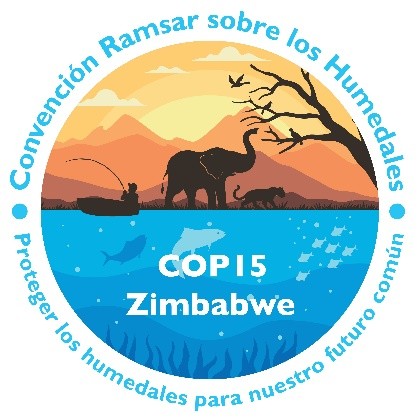 Convención Ramsar sobre los Humedales
COP15
Zimbabwe
Proteger los humedales para nuestro futuro común